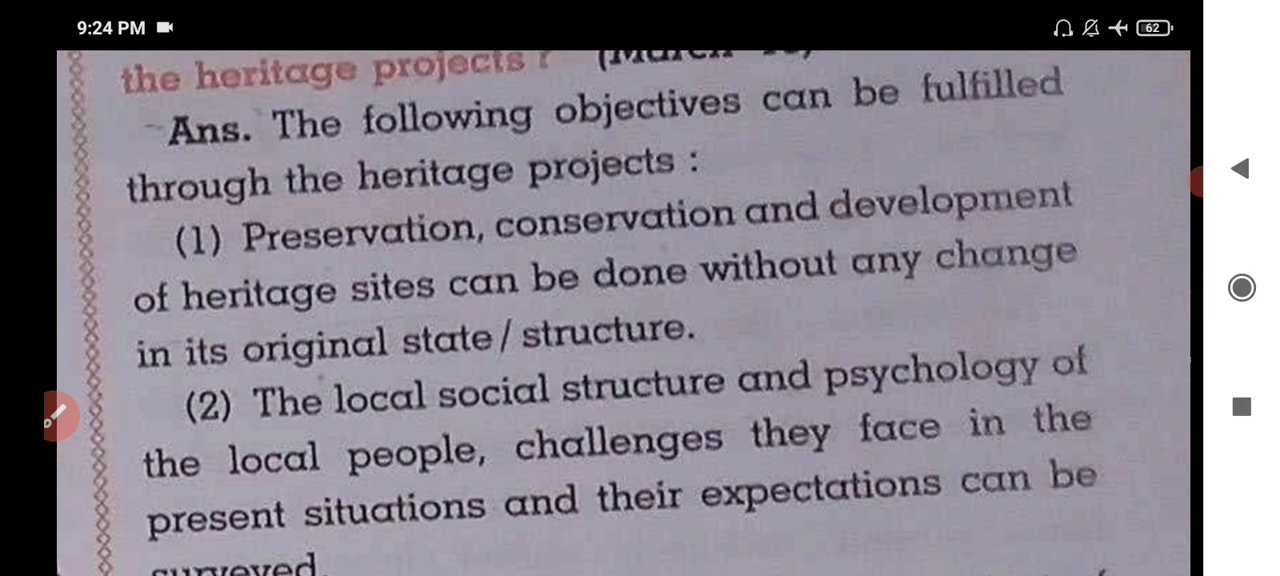 9:24 PM
62
the heritage projects ?
Ans. The following objectives can be fulfilled
through the heritage projects :
(1) Preservation, conservation and development
of heritage sites can be done without any change
in its original state / structure.
(2) The local social structure and psychology of
the local people, challenges they face in the
present situations and their expectations can be
surveyed.